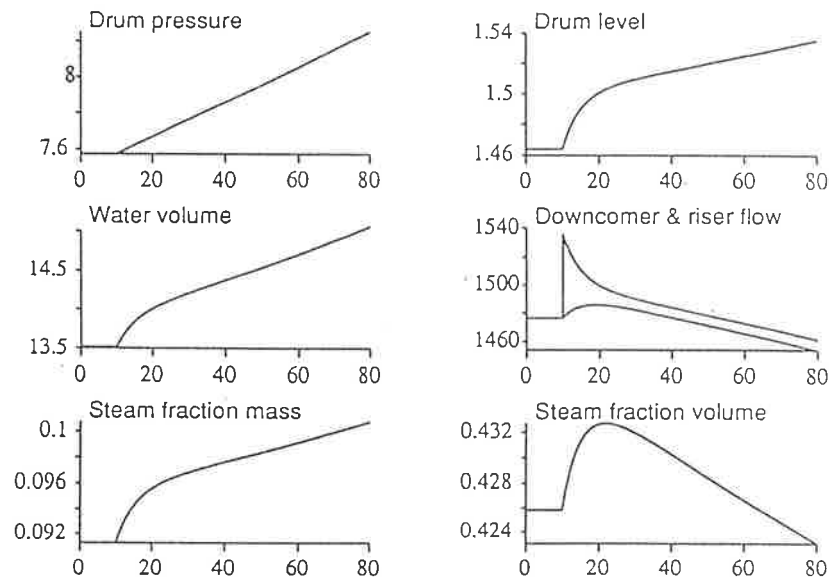 Drum pressure
8
7.6
0 20 40 60 80
Drum level
1.54
1.5
1.46
0 20 40 60 80
Water volume
14.5
13.5
0 20 40 60 80
Downcomer & riser flow
1540
1500
1460
0 20 40 60 80
Steam fraction mass
0.1
0.096
0.092
0 20 40 60 80
Steam fraction volume
0.432
0.428
0.424
0 20 40 60 80